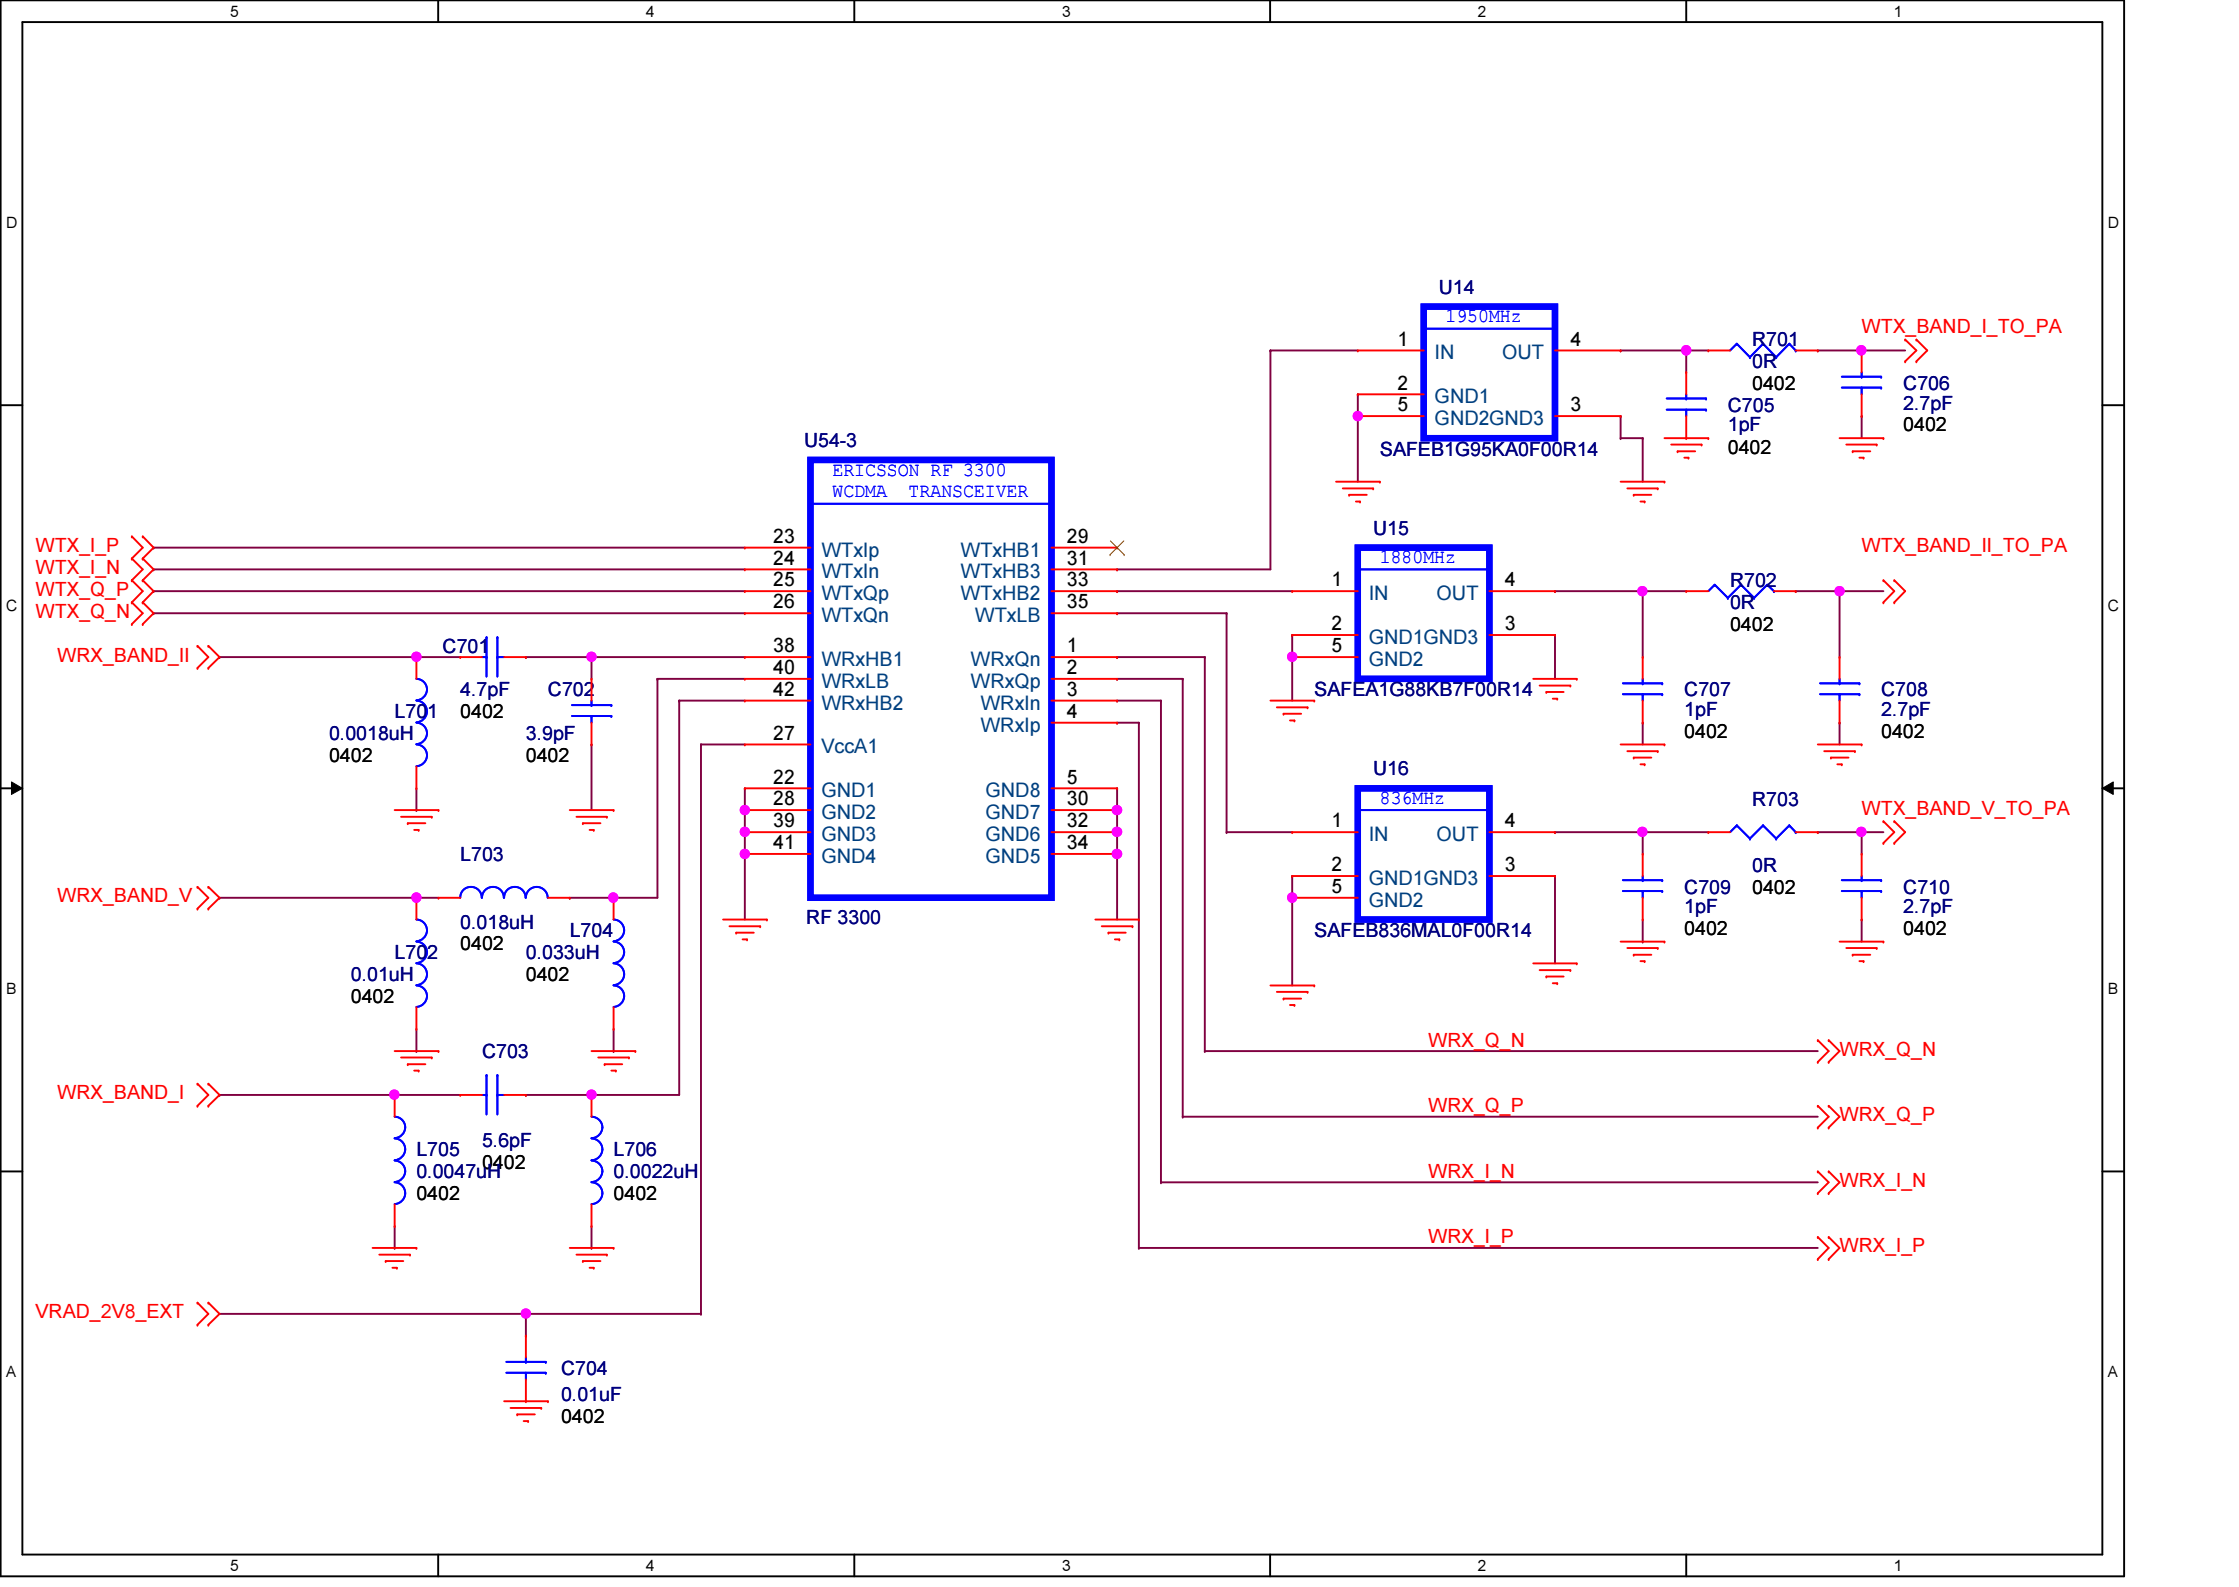 5 4 3 2 1
D D
C C
B B
A A
U14
1950MHz
1 IN OUT 4
2 GND1
5 GND2GND3 3
SAFEB1G95KA0F00R14
R701
0R
0402
C705
1pF
0402
WTX_BAND_I_TO_PA
C706
2.7pF
0402
U54-3
ERICSSON RF 3300
WCDMA TRANSCEIVER
23 WTxIp
24 WTxIn
25 WTxQp
26 WTxQn
38 WRxHB1
40 WRxLB
42 WRxHB2
27 VccA1
22 GND1
28 GND2
39 GND3
41 GND4
WTxHB1 29
WTxHB3 31
WTxHB2 33
WTxLB 35
WRxQn 1
WRxQp 2
WRxIn 3
WRxIp 4
GND8 5
GND7 30
GND6 32
GND5 34
RF 3300
WTX_I_P
WTX_I_N
WTX_Q_P
WTX_Q_N
WRX_BAND_II
C701
4.7pF
0402
L701
0.0018uH
0402
C702
3.9pF
0402
WRX_BAND_V
L703
0.018uH
0402
L702
0.01uH
0402
L704
0.033uH
0402
WRX_BAND_I
C703
5.6pF
0402
L705
0.0047uH
0402
L706
0.0022uH
0402
VRAD_2V8_EXT
C704
0.01uF
0402
U15
1880MHz
1 IN OUT 4
2 GND1GND3 3
5 GND2
SAFEA1G88KB7F00R14
R702
0R
0402
WTX_BAND_II_TO_PA
C707
1pF
0402
C708
2.7pF
0402
U16
836MHz
1 IN OUT 4
2 GND1GND3 3
5 GND2
SAFEB836MAL0F00R14
R703
0R
0402
WTX_BAND_V_TO_PA
C709
1pF
0402
C710
2.7pF
0402
WRX_Q_N WRX_Q_N
WRX_Q_P WRX_Q_P
WRX_I_N WRX_I_N
WRX_I_P WRX_I_P
5 4 3 2 1